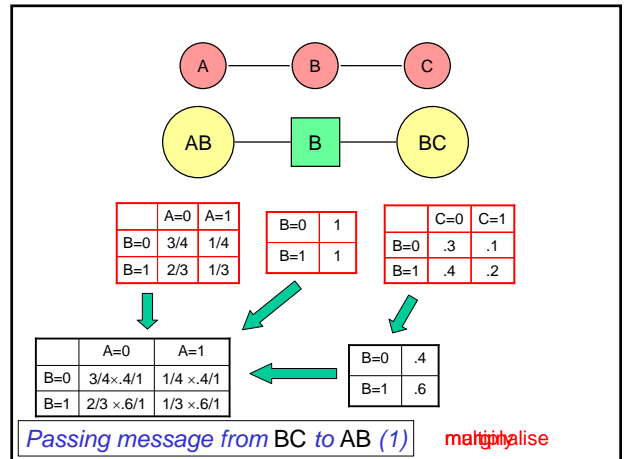 A B C
AB B BC
A=0 A=1
B=0 3/4 1/4
B=1 2/3 1/3
B=0 1
B=1 1
C=0 C=1
B=0 .3 .1
B=1 .4 .2
A=0 A=1
B=0 3/4×.4/1 1/4 ×.4/1
B=1 2/3 ×.6/1 1/3 ×.6/1
B=0 .4
B=1 .6
Passing message from BC to AB (1)